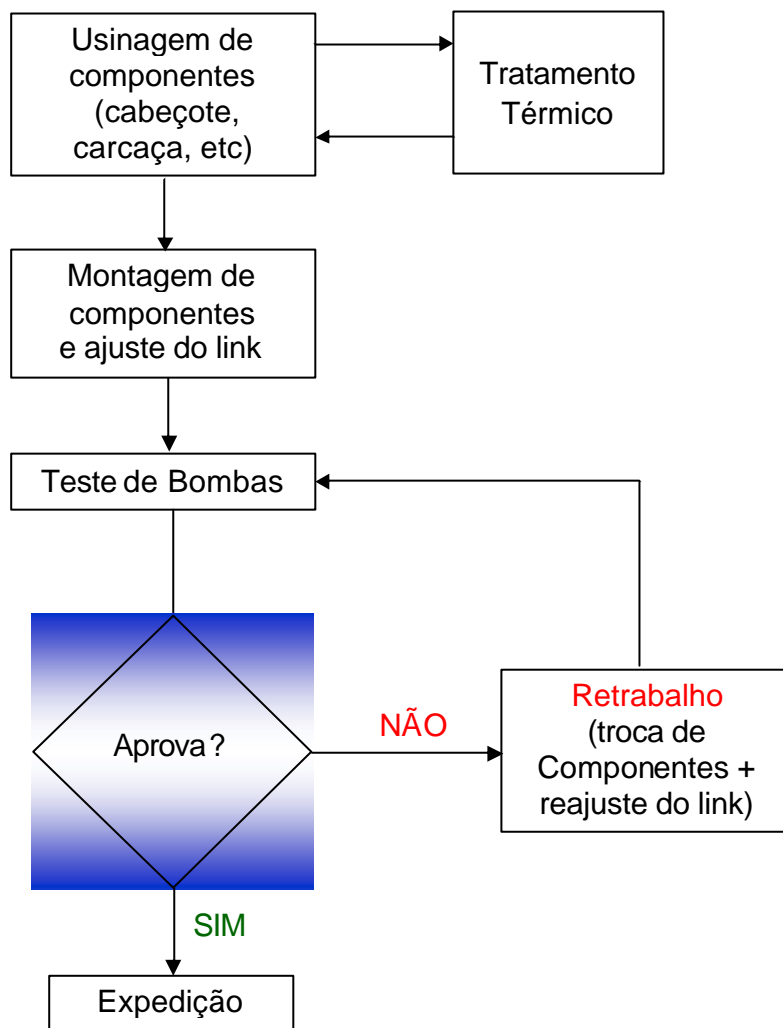 Usinagem de
componentes
(cabeçote,
carcaça, etc)
Tratamento
Térmico
Montagem de
componentes
e ajuste do link
Teste de Bombas
Aprova?
NÃO
Retrabalho
(troca de
Componentes +
reajuste do link)
SIM
Expedição